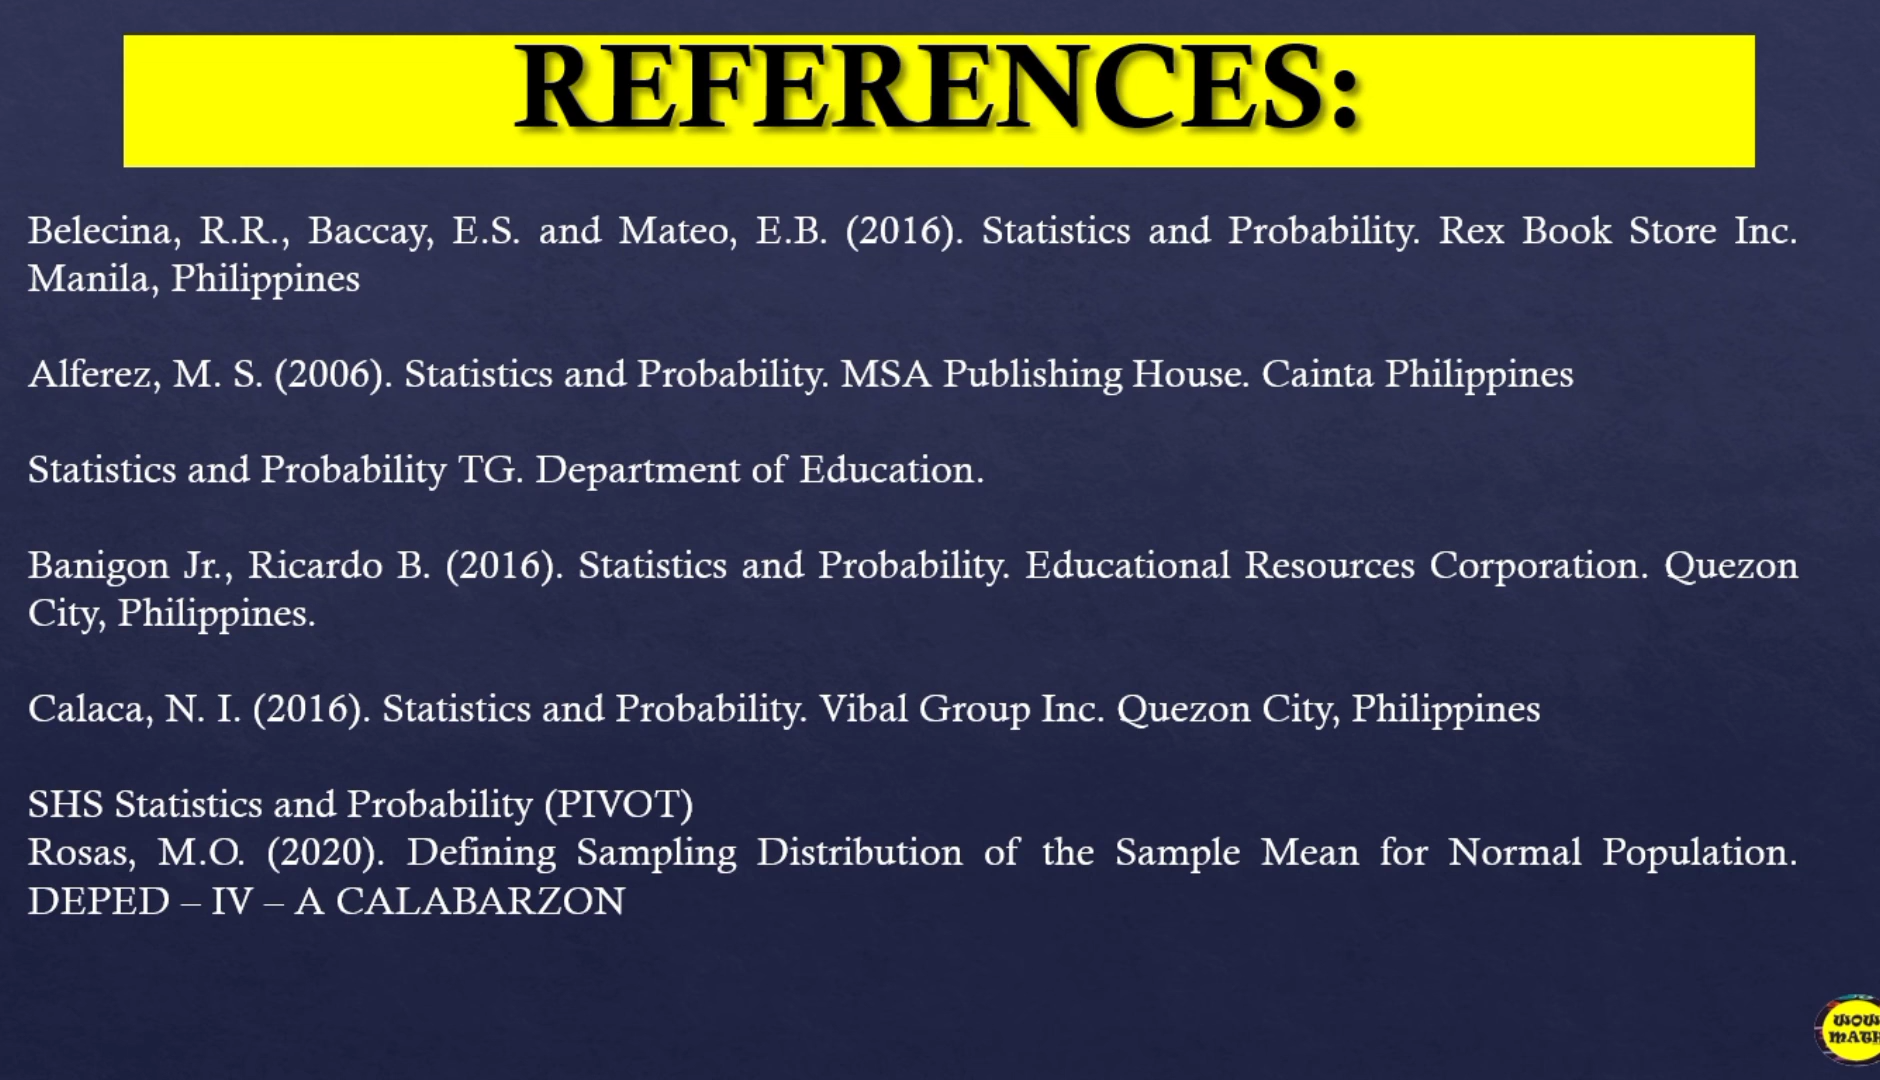 REFERENCES:
Belecina, R.R., Baccay, E.S. and Mateo, E.B. (2016). Statistics and Probability. Rex Book Store Inc.
Manila, Philippines
Alferez, M. S. (2006). Statistics and Probability. MSA Publishing House. Cainta Philippines
Statistics and Probability TG. Department of Education.
Banigon Jr., Ricardo B. (2016). Statistics and Probability. Educational Resources Corporation. Quezon
City, Philippines.
Calaca, N. I. (2016). Statistics and Probability. Vibal Group Inc. Quezon City, Philippines
SHS Statistics and Probability (PIVOT)
Rosas, M.O. (2020). Defining Sampling Distribution of the Sample Mean for Normal Population.
DEPED – IV – A CALABARZON
WOW
MATH